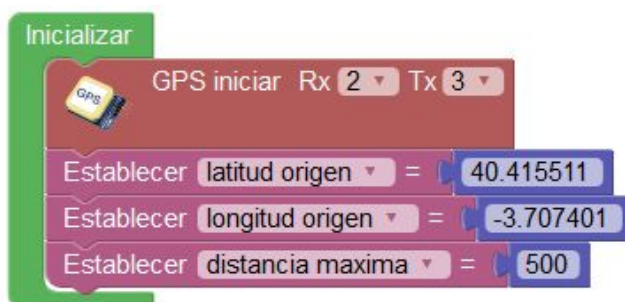 Inicializar
GPS
GPS iniciar Rx 2 Tx 3
Establecer latitud origen = 40.415511
Establecer longitud origen = -3.707401
Establecer distancia maxima = 500